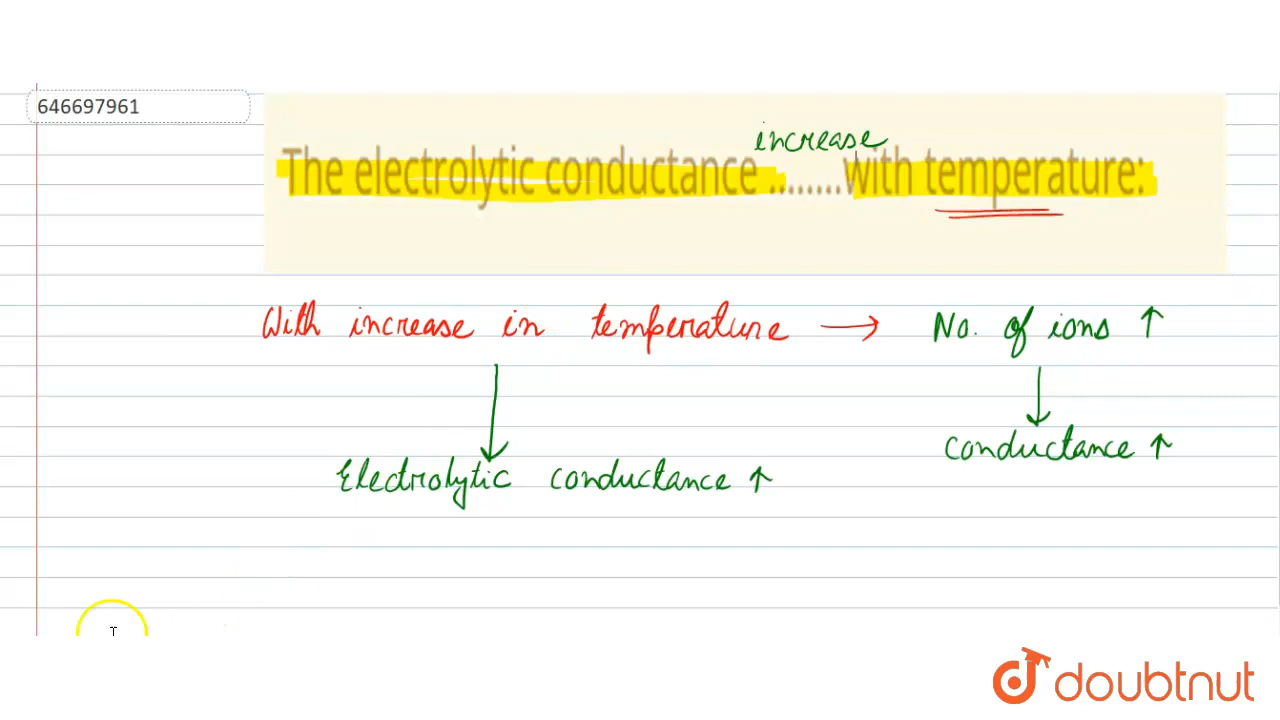 646697961
increase
The electrolytic conductance ........with temperature:
With increase in temperature → No. of ions ↑
Conductance ↑
Electrolytic conductance ↑
doubtnut